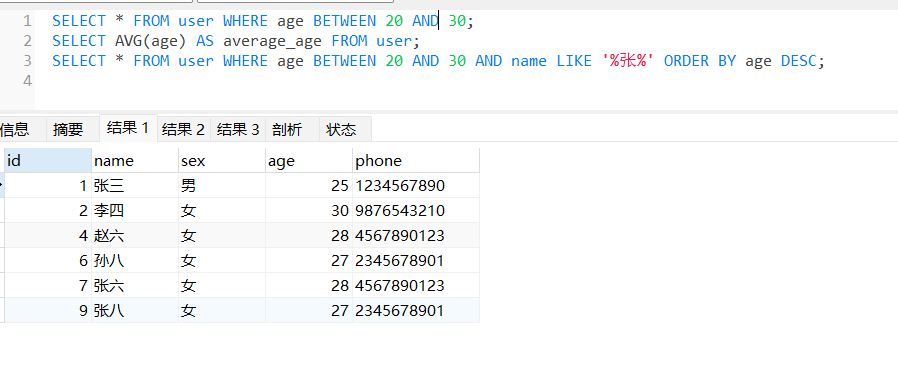 1 SELECT * FROM user WHERE age BETWEEN 20 AND 30;
2 SELECT AVG(age) AS average_age FROM user;
3 SELECT * FROM user WHERE age BETWEEN 20 AND 30 AND name LIKE '%张%' ORDER BY age DESC;
4
信息 摘要 结果 1 结果 2 结果 3 剖析 状态
id name sex age phone
1 张三 男 25 1234567890
2 李四 女 30 9876543210
4 赵六 女 28 4567890123
6 孙八 女 27 2345678901
7 张六 女 28 4567890123
9 张八 女 27 2345678901